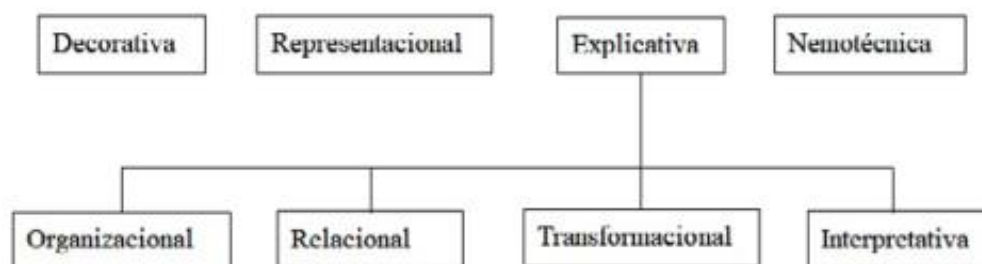 Decorativa
Representacional
Explicativa
Nemotécnica
Organizacional
Relacional
Transformacional
Interpretativa